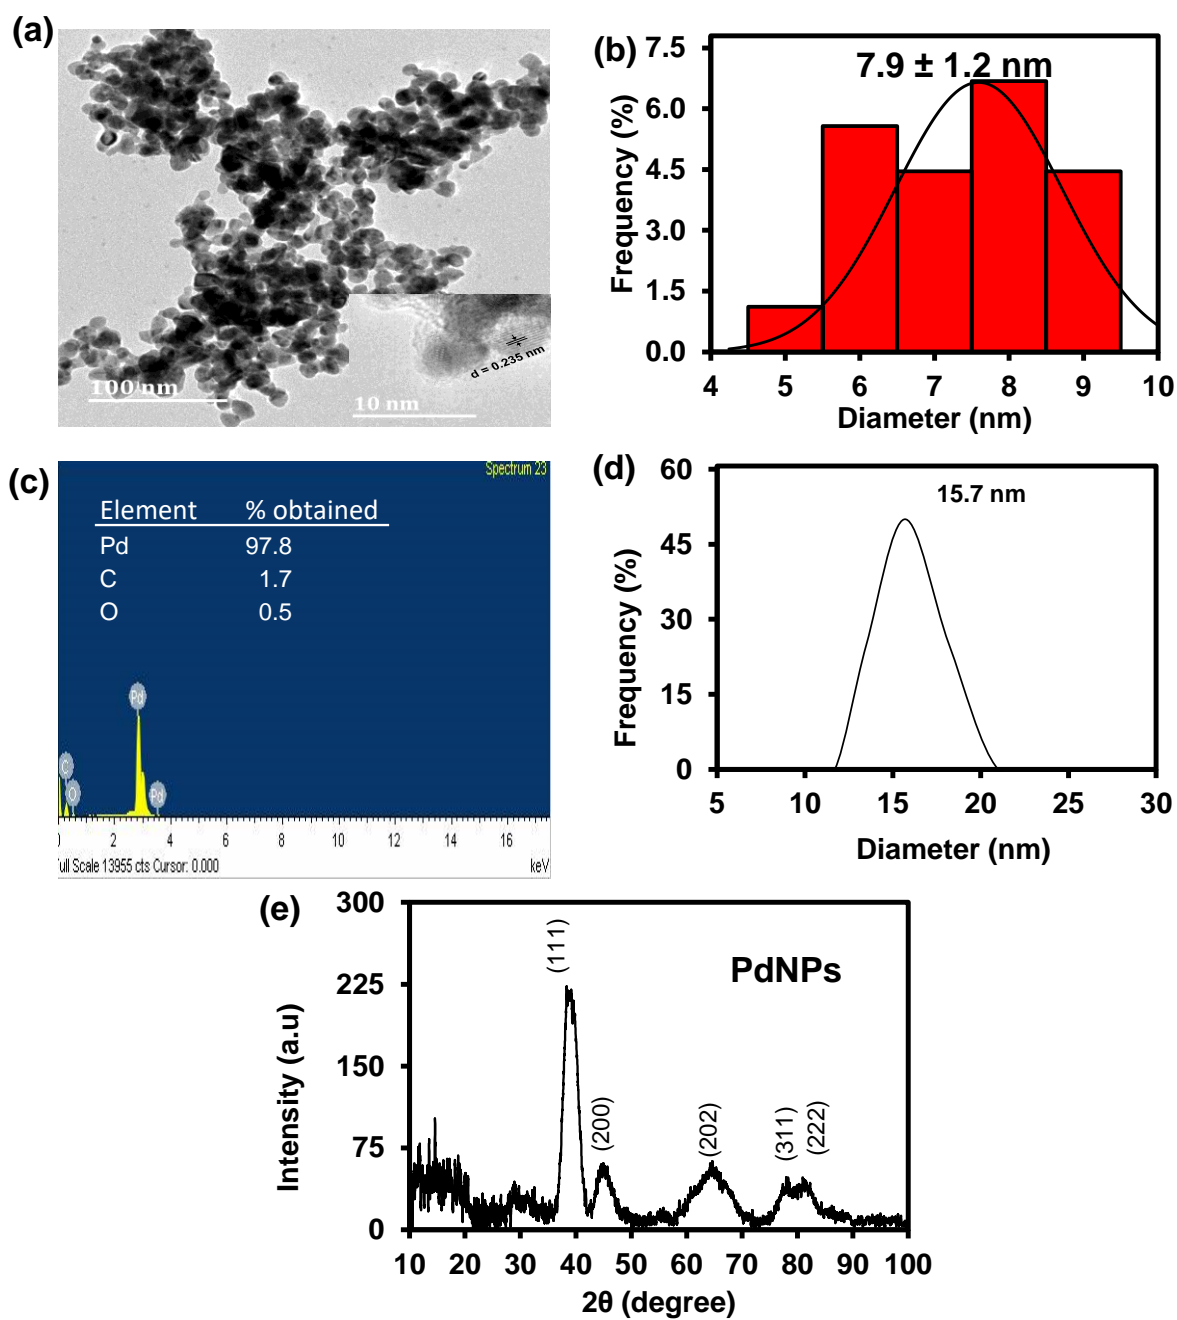 (a)
100 nm
d = 0.235 nm
10 nm
(b)
7.9 ± 1.2 nm
7.5
6.0
4.5
3.0
1.5
0.0
4 5 6 7 8 9 10
Frequency (%)
Diameter (nm)
(c)
Spectrum 23
Element % obtained
Pd 97.8
C 1.7
O 0.5
Pd
C
O
Pd
2 4 6 8 10 12 14 16
ull Scale 13955 cts Cursor: 0.000 keV
(d)
15.7 nm
60
45
30
15
0
5 10 15 20 25 30
Frequency (%)
Diameter (nm)
(e)
PdNPs
(111)
(200)
(202)
(311)
(222)
300
225
150
75
0
10 20 30 40 50 60 70 80 90 100
Intensity (a.u)
2θ (degree)